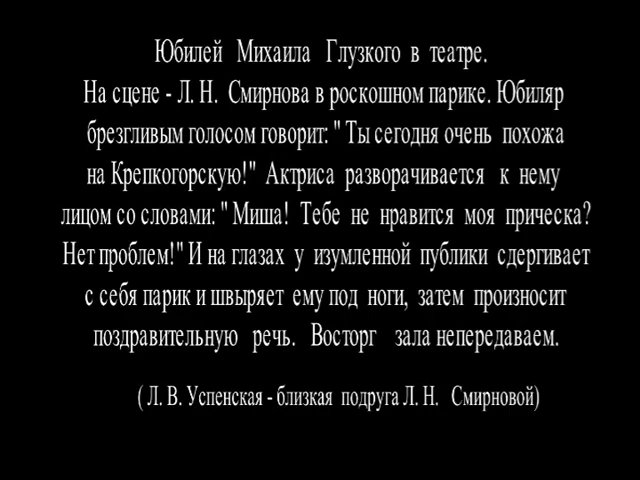 Юбилей Михаила Глузкого в театре.
На сцене - Л. Н. Смирнова в роскошном парике. Юбиляр
брезгливым голосом говорит: " Ты сегодня очень похожа
на Крепкогорскую!" Актриса разворачивается к нему
лицом со словами: " Миша! Тебе не нравится моя прическа?
Нет проблем!" И на глазах у изумленной публики сдергивает
с себя парик и швыряет ему под ноги, затем произносит
поздравительную речь. Восторг зала непередаваем.
( Л. В. Успенская - близкая подруга Л. Н. Смирновой)